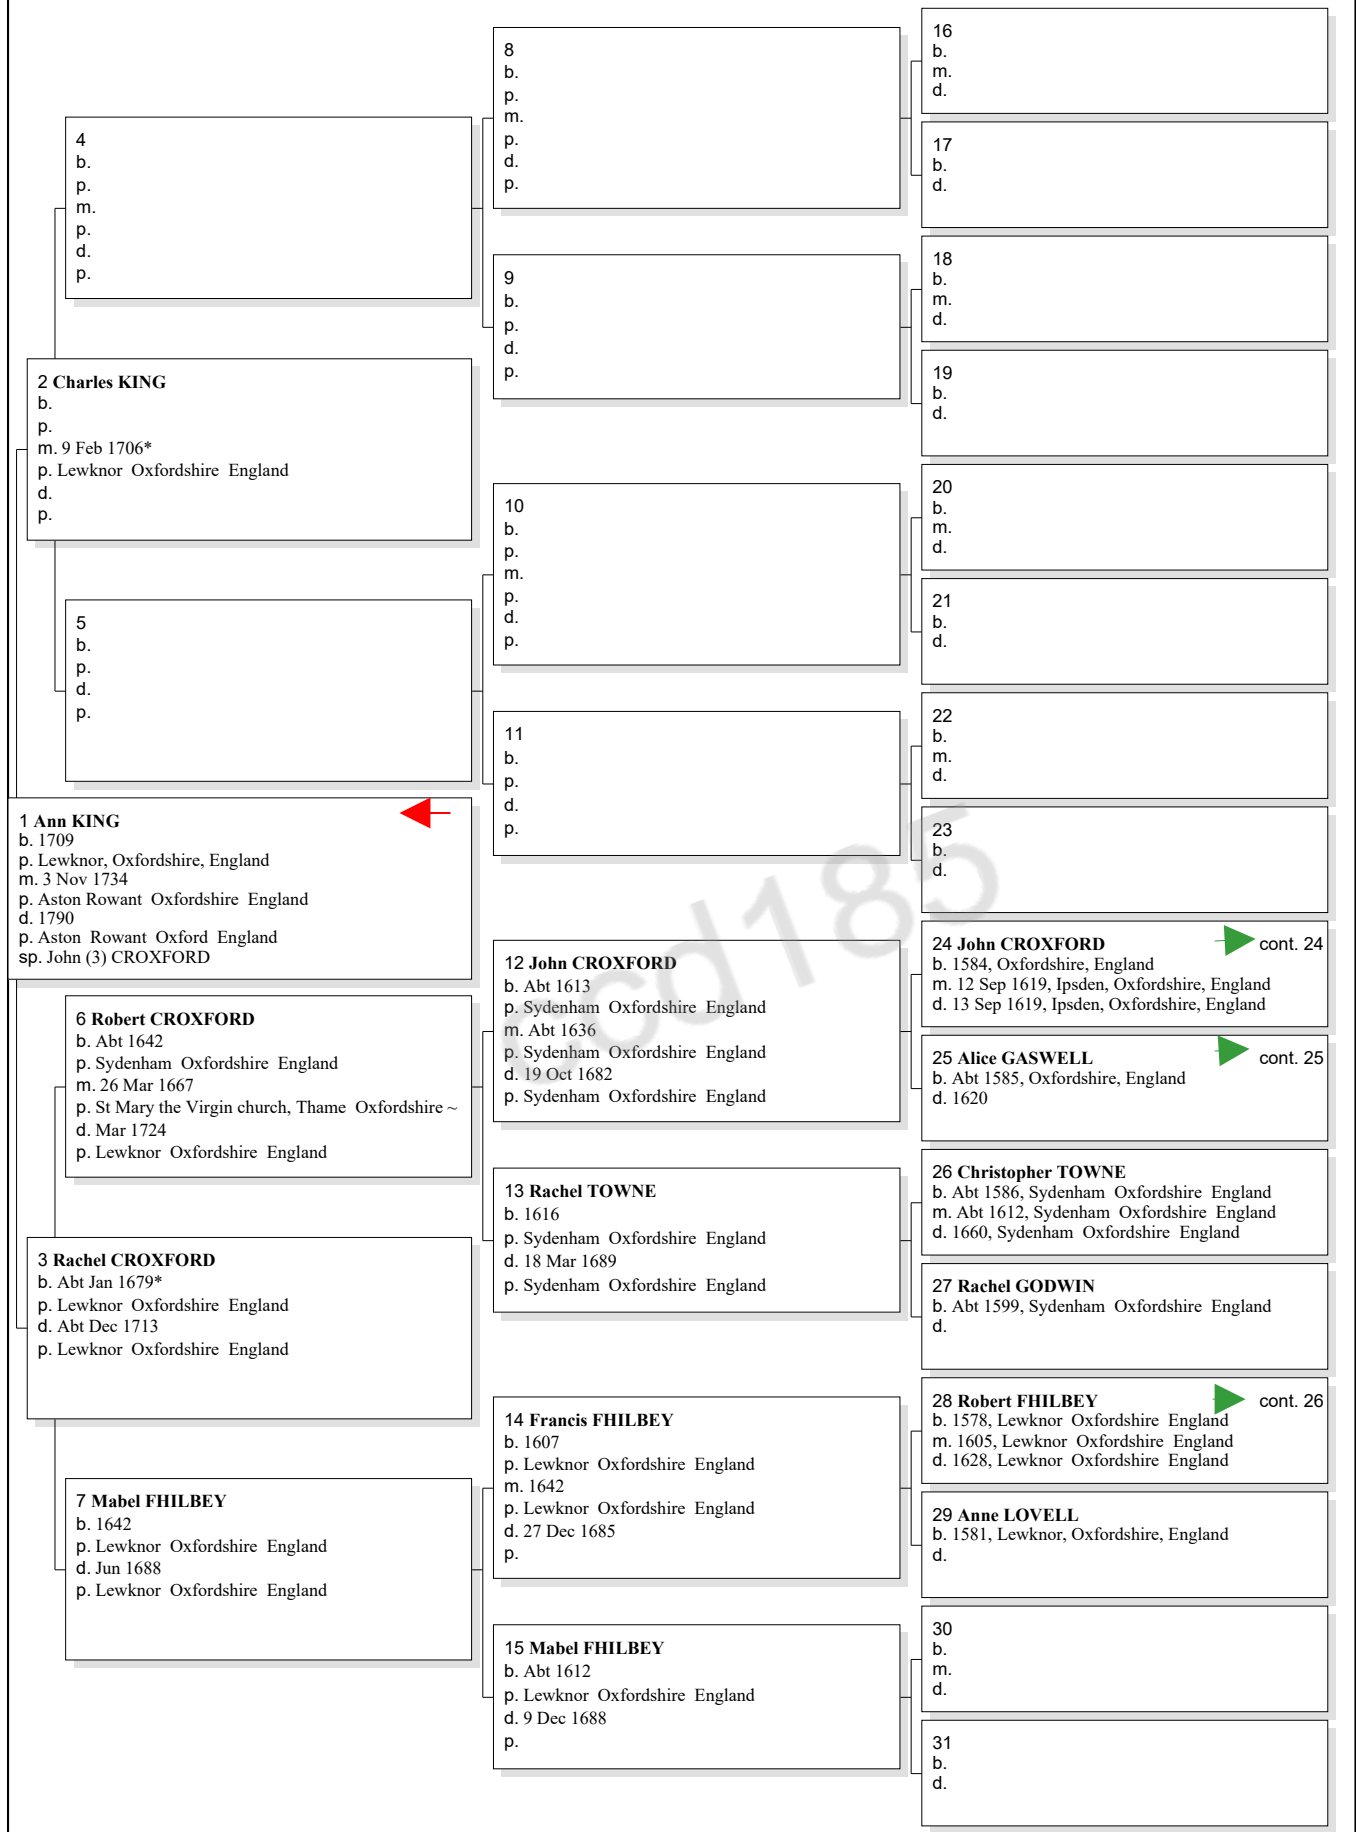 16
b.
m.
d.
8
b.
p.
m.
p.
d.
p.
17
b.
d.
4
b.
p.
m.
p.
d.
p.
18
b.
m.
d.
9
b.
p.
d.
p.
19
b.
d.
2 Charles KING
b.
p.
m. 9 Feb 1706*
p. Lewknor Oxfordshire England
d.
p.
20
b.
m.
d.
10
b.
p.
m.
p.
d.
p.
21
b.
d.
5
b.
p.
d.
p.
22
b.
m.
d.
11
b.
p.
d.
p.
23
b.
d.
1 Ann KING
b. 1709
p. Lewknor, Oxfordshire, England
m. 3 Nov 1734
p. Aston Rowant Oxfordshire England
d. 1790
p. Aston Rowant Oxford England
sp. John (3) CROXFORD
ccd185
24 John CROXFORD cont. 24
b. 1584, Oxfordshire, England
m. 12 Sep 1619, Ipsden, Oxfordshire, England
d. 13 Sep 1619, Ipsden, Oxfordshire, England
12 John CROXFORD
b. Abt 1613
p. Sydenham Oxfordshire England
m. Abt 1636
p. Sydenham Oxfordshire England
d. 19 Oct 1682
p. Sydenham Oxfordshire England
25 Alice GASWELL cont. 25
b. Abt 1585, Oxfordshire, England
d. 1620
6 Robert CROXFORD
b. Abt 1642
p. Sydenham Oxfordshire England
m. 26 Mar 1667
p. St Mary the Virgin church, Thame Oxfordshire ~
d. Mar 1724
p. Lewknor Oxfordshire England
26 Christopher TOWNE
b. Abt 1586, Sydenham Oxfordshire England
m. Abt 1612, Sydenham Oxfordshire England
d. 1660, Sydenham Oxfordshire England
13 Rachel TOWNE
b. 1616
p. Sydenham Oxfordshire England
d. 18 Mar 1689
p. Sydenham Oxfordshire England
27 Rachel GODWIN
b. Abt 1599, Sydenham Oxfordshire England
d.
3 Rachel CROXFORD
b. Abt Jan 1679*
p. Lewknor Oxfordshire England
d. Abt Dec 1713
p. Lewknor Oxfordshire England
28 Robert FHILBEY cont. 26
b. 1578, Lewknor Oxfordshire England
m. 1605, Lewknor Oxfordshire England
d. 1628, Lewknor Oxfordshire England
14 Francis FHILBEY
b. 1607
p. Lewknor Oxfordshire England
m. 1642
p. Lewknor Oxfordshire England
d. 27 Dec 1685
p.
29 Anne LOVELL
b. 1581, Lewknor, Oxfordshire, England
d.
7 Mabel FHILBEY
b. 1642
p. Lewknor Oxfordshire England
d. Jun 1688
p. Lewknor Oxfordshire England
30
b.
m.
d.
15 Mabel FHILBEY
b. Abt 1612
p. Lewknor Oxfordshire England
d. 9 Dec 1688
p.
31
b.
d.